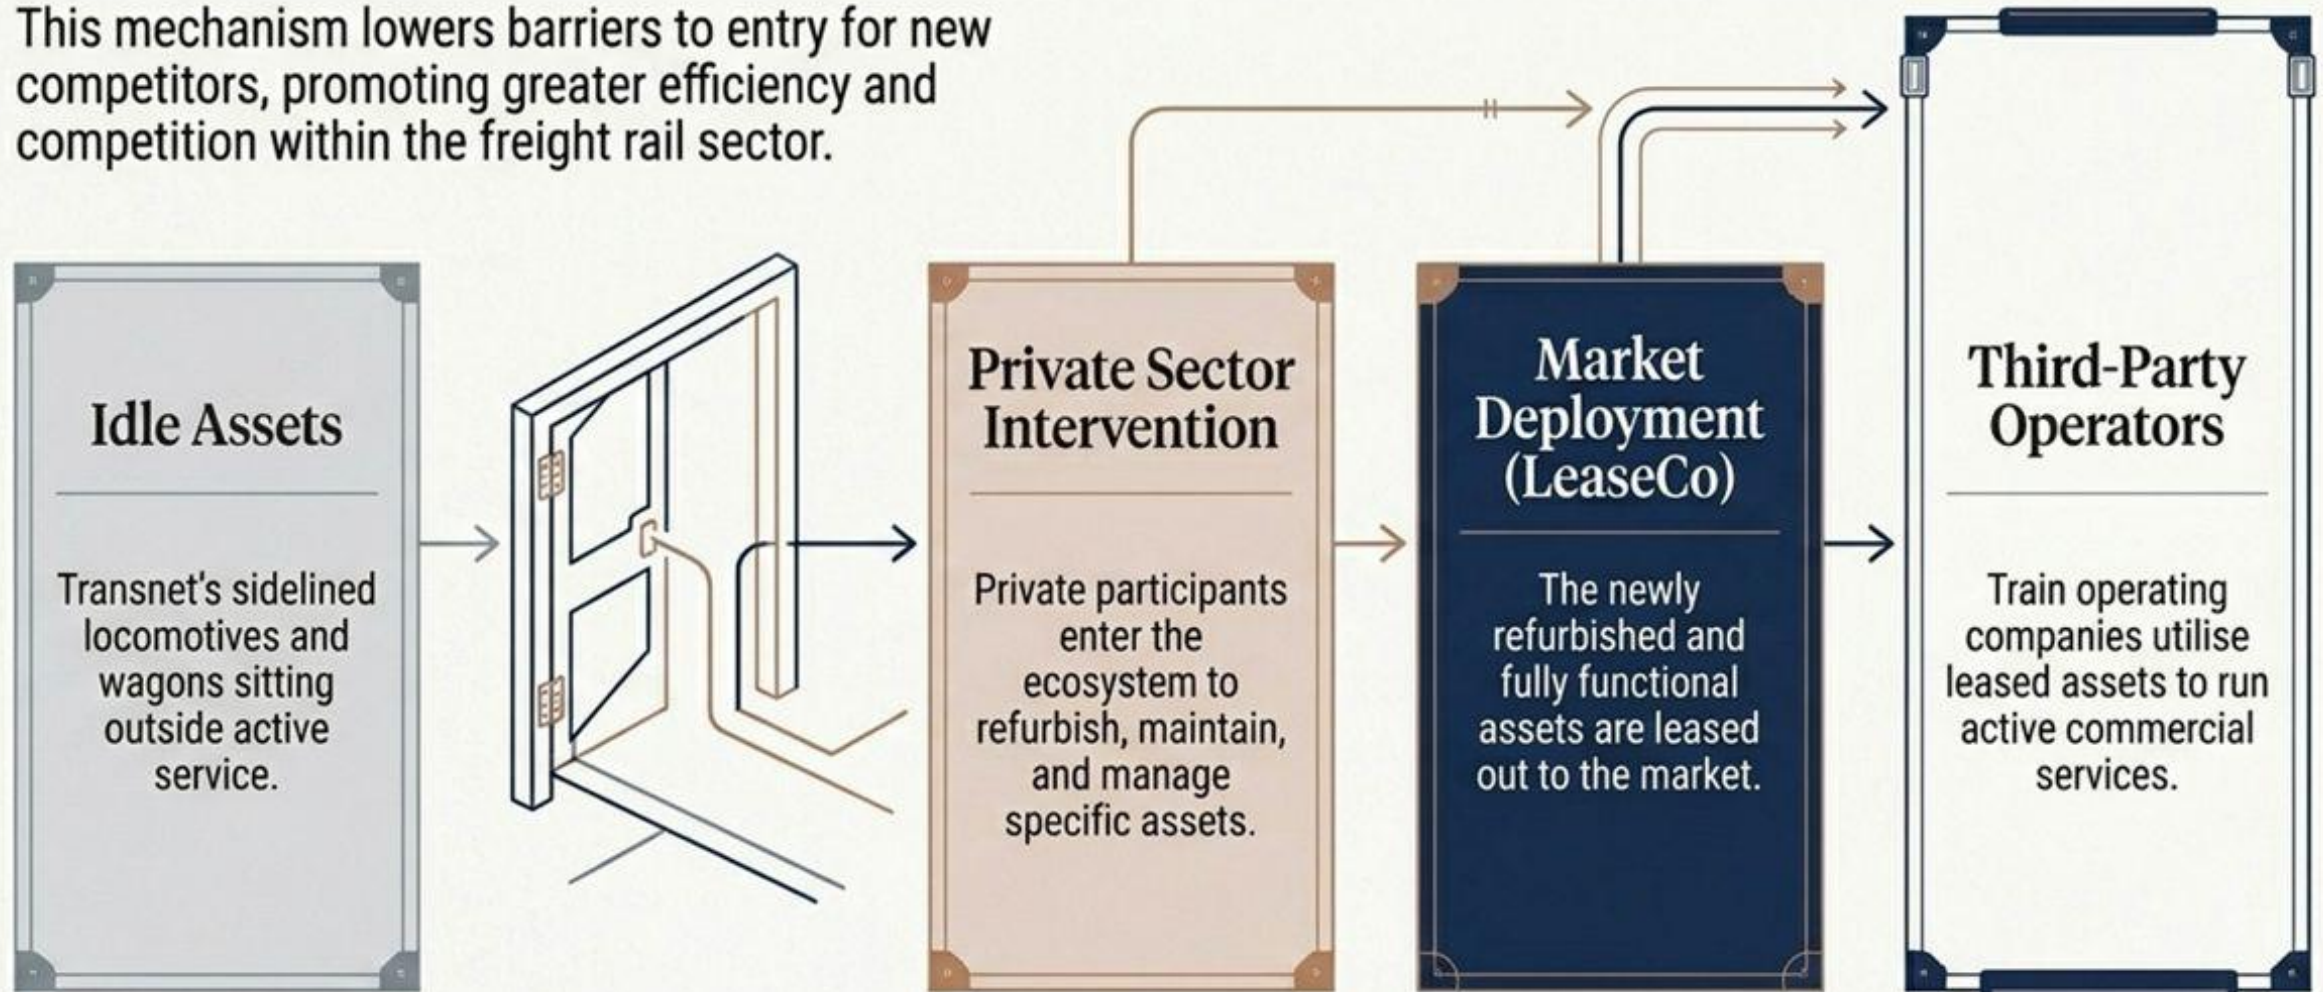 This mechanism lowers barriers to entry for new
competitors, promoting greater efficiency and
competition within the freight rail sector.
Idle Assets
Transnet's sidelined
locomotives and
wagons sitting
outside active
service.
Private Sector
Intervention
Private participants
enter the
ecosystem to
refurbish, maintain,
and manage
specific assets.
Market
Deployment
(LeaseCo)
The newly
refurbished and
fully functional
assets are leased
out to the market.
Third-Party
Operators
Train operating
companies utilise
leased assets to run
active commercial
services.